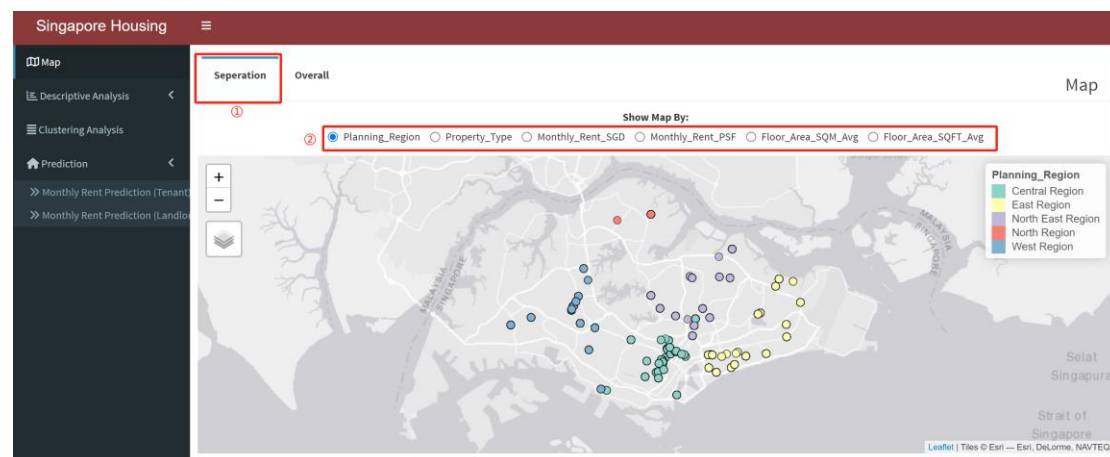 Singapore Housing
Map
Descriptive Analysis
Clustering Analysis
Prediction
Monthly Rent Prediction (Tenant)
Monthly Rent Prediction (Landlo
Seperation
Overall
①
Map
Show Map By:
②
Planning_Region Property_Type Monthly_Rent_SGD Monthly_Rent_PSF Floor_Area_SQM_Avg Floor_Area_SQFT_Avg
+
−
Planning_Region
Central Region
East Region
North East Region
North Region
West Region
MALAYSIA
SINGAPORE
MALAYSIA
SINGAPORE
Selat
Singapura
Strait of
Singapore
Leaflet | Tiles © Esri — Esri, DeLorme, NAVTEQ